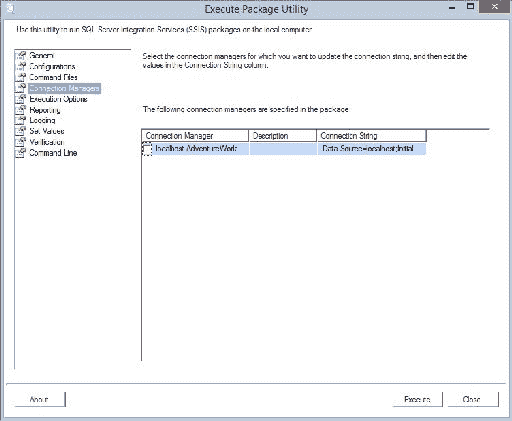 Execute Package Utility
Use this utility to run SQL Server Integration Services (SSIS) packages on the local computer.
General
Configurations
Command Files
Connection Managers
Execution Options
Reporting
Logging
Set Values
Verification
Command Line
Select the connection managers for which you want to update the connection string, and then edit the
values in the Connection String column.
The following connection managers are specified in the package.
Connection Manager Description Connection String
localhost.AdventureWork Data Source=localhost;Initial
About Execute Close